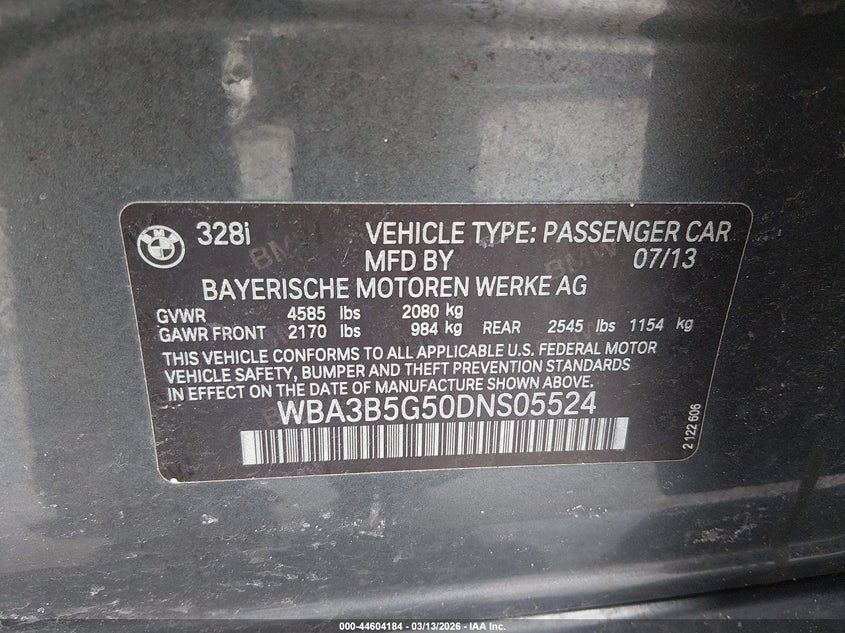 BMW 328i VEHICLE TYPE: PASSENGER CAR
MFD BY 07/13
BAYERISCHE MOTOREN WERKE AG
GVWR 4585 lbs 2080 kg
GAWR FRONT 2170 lbs 984 kg REAR 2545 lbs 1154 kg
THIS VEHICLE CONFORMS TO ALL APPLICABLE U.S. FEDERAL MOTOR
VEHICLE SAFETY, BUMPER AND THEFT PREVENTION STANDARDS
IN EFFECT ON THE DATE OF MANUFACTURE SHOWN ABOVE.
WBA3B5G50DNS05524
2 122 606
000-44604184 - 03/13/2026 - IAA Inc.